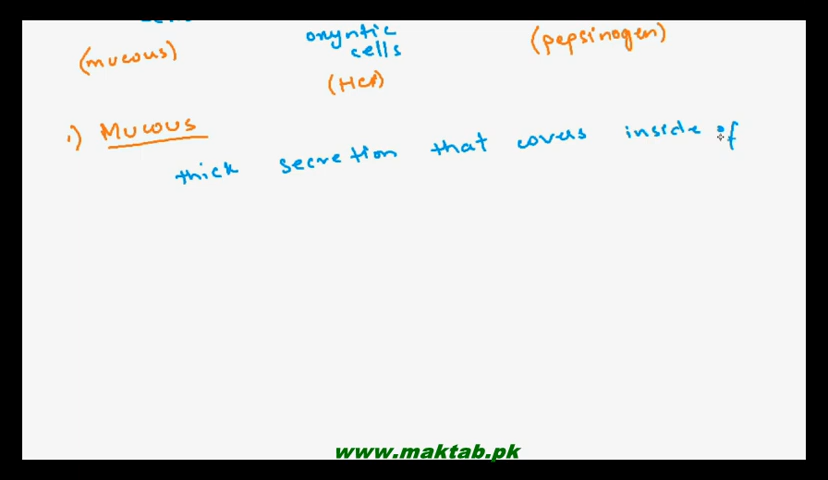 oxyntic
(mucous)
cells
(pepsinogen)
(HCl)
1) Mucous
thick secretion that covers inside of
www.maktab.pk